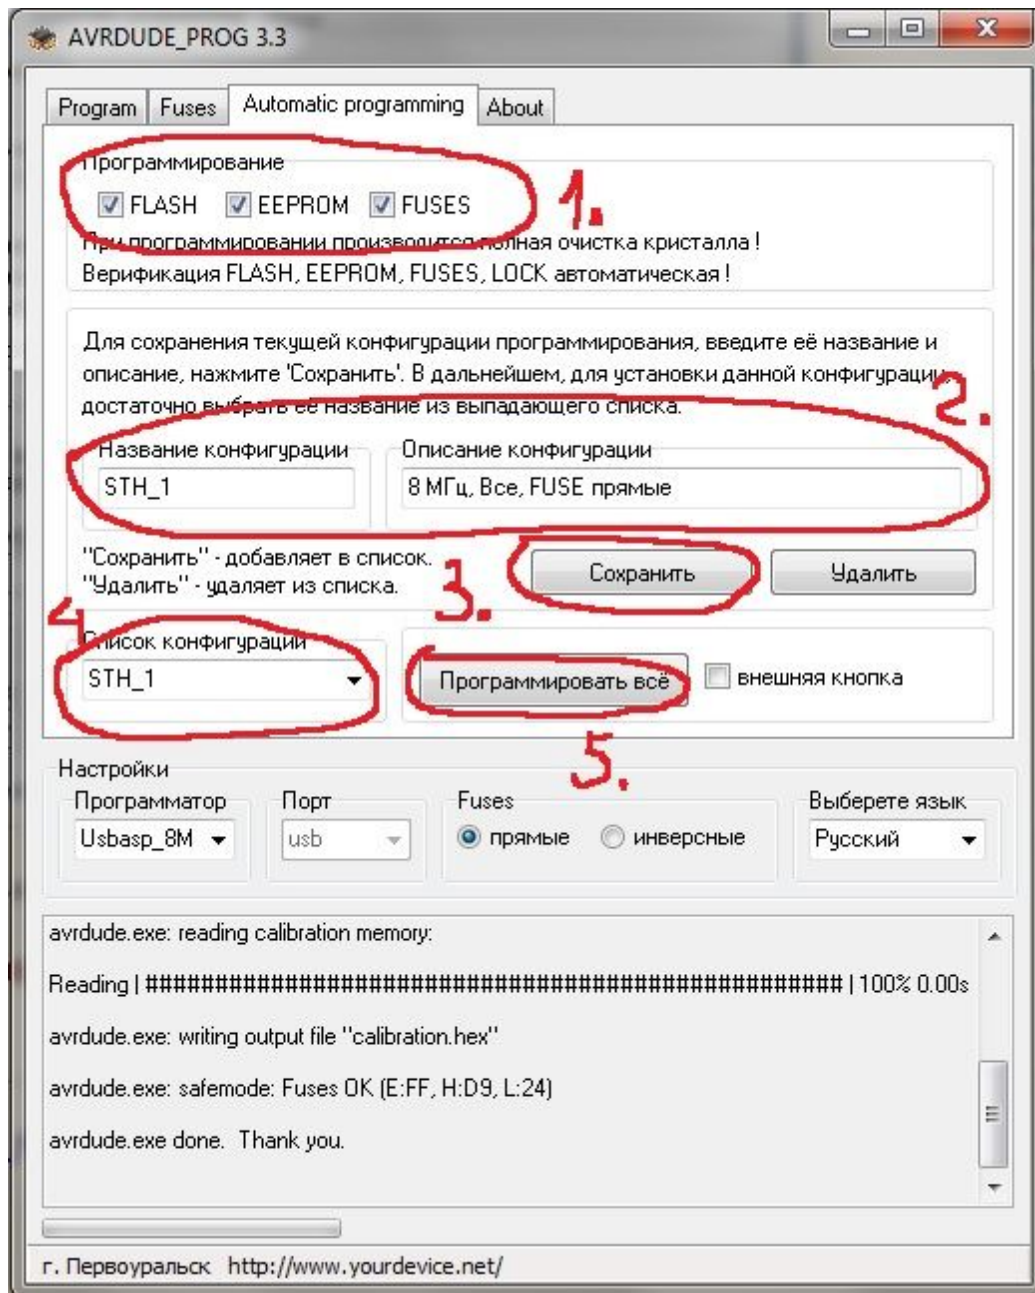 AVRDUDE_PROG 3.3
Program Fuses Automatic programming About
Программирование
FLASH EEPROM FUSES
1.
При программировании производится полная очистка кристалла !
Верификация FLASH, EEPROM, FUSES, LOCK автоматическая !
Для сохранения текущей конфигурации программирования, введите её название и
описание, нажмите 'Сохранить'. В дальнейшем, для установки данной конфигурации,
достаточно выбрать её название из выпадающего списка.
2.
Название конфигурации Описание конфигурации
STH_1 8 МГц, Все, FUSE прямые
"Сохранить" - добавляет в список.
"Удалить" - удаляет из списка.
3.
Сохранить Удалить
4
Список конфигураций
STH_1
Программировать всё внешняя кнопка
5.
Настройки
Программатор Порт Fuses Выберете язык
Usbasp_8M usb прямые инверсные Русский
avrdude.exe: reading calibration memory:
Reading | ################################################## | 100% 0.00s
avrdude.exe: writing output file "calibration.hex"
avrdude.exe: safemode: Fuses OK (E:FF, H:D9, L:24)
avrdude.exe done. Thank you.
г. Первоуральск http://www.yourdevice.net/